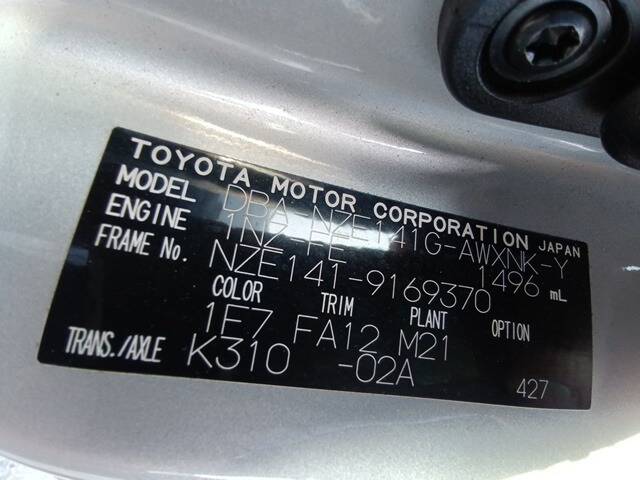 TOYOTA MOTOR CORPORATION JAPAN
MODEL DBA-NZE141G-AWXNK-Y
ENGINE 1NZ-FE 1496 mL
FRAME No. NZE141-9169370
COLOR TRIM PLANT OPTION
1F7 FA12 M21
TRANS./AXLE K310 -02A
427